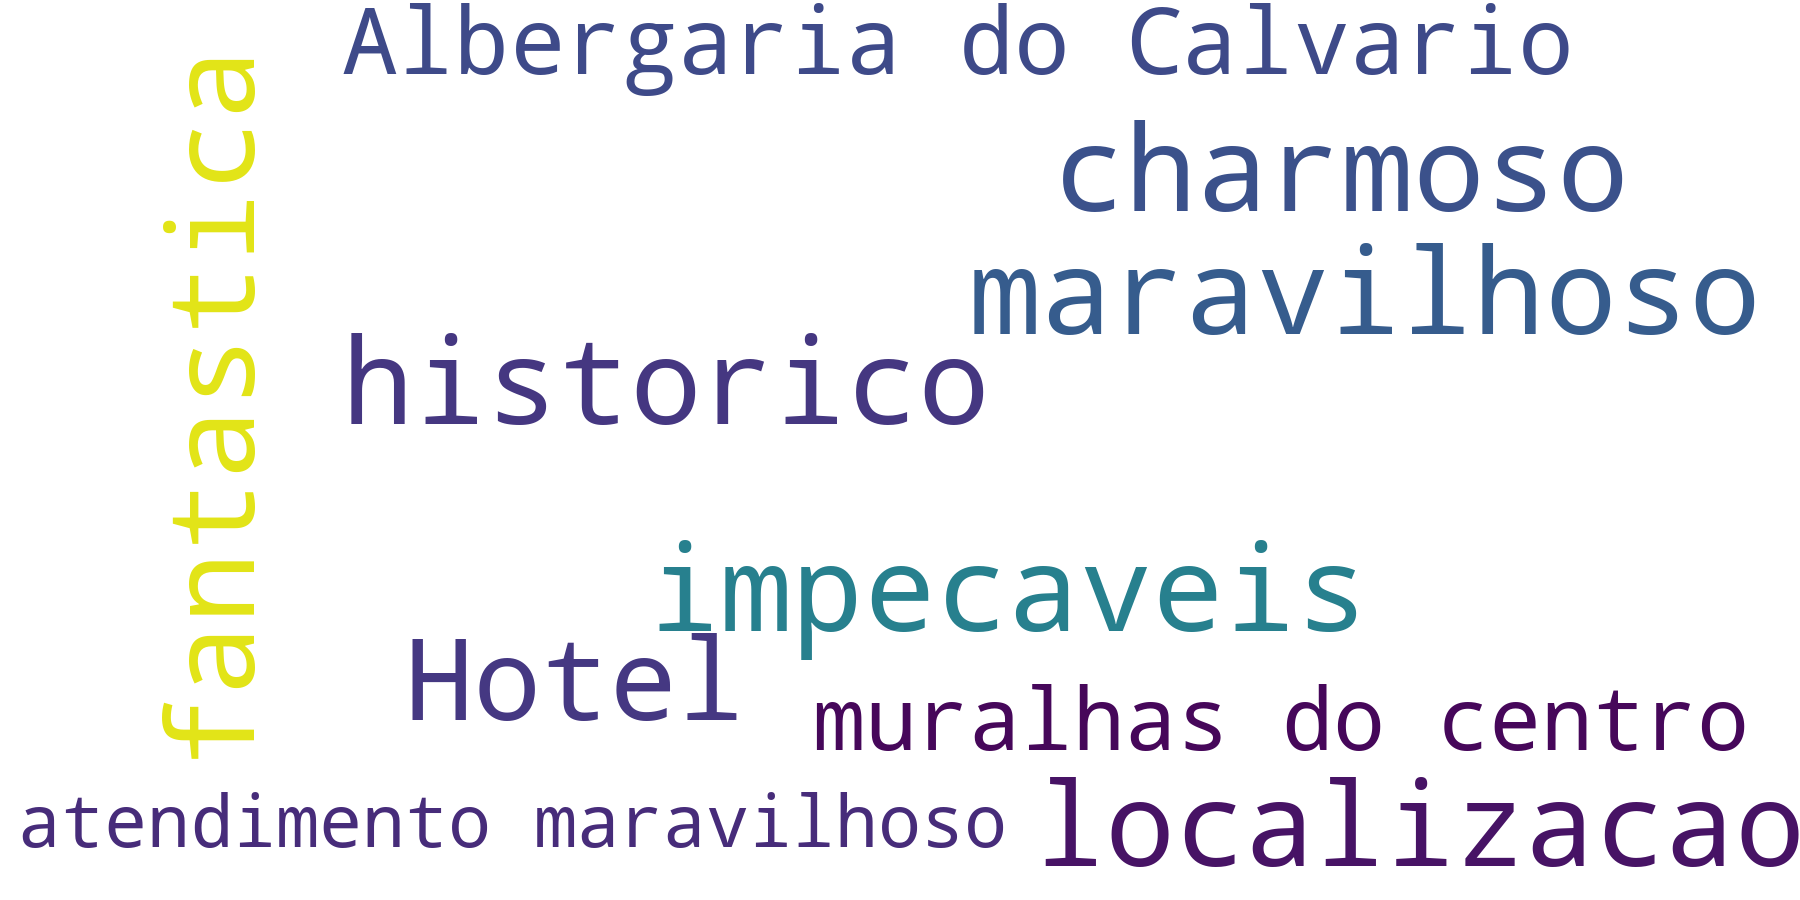 Albergaria do Calvario
fantastica
charmoso
maravilhoso
historico
impecaveis
Hotel
muralhas do centro
atendimento maravilhoso
localizacao